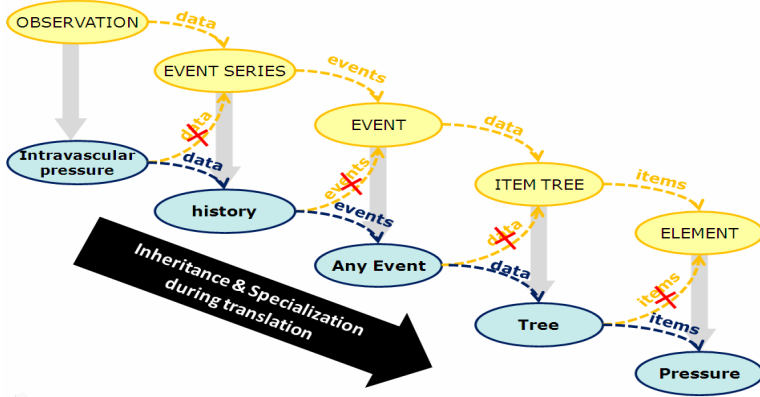 OBSERVATION
data
EVENT SERIES
events
EVENT
data
data
Intravascular
pressure
data
history
events
events
ITEM TREE
items
ELEMENT
Any Event
data
data
Tree
items
items
Pressure
Inheritance & Specialization
during translation